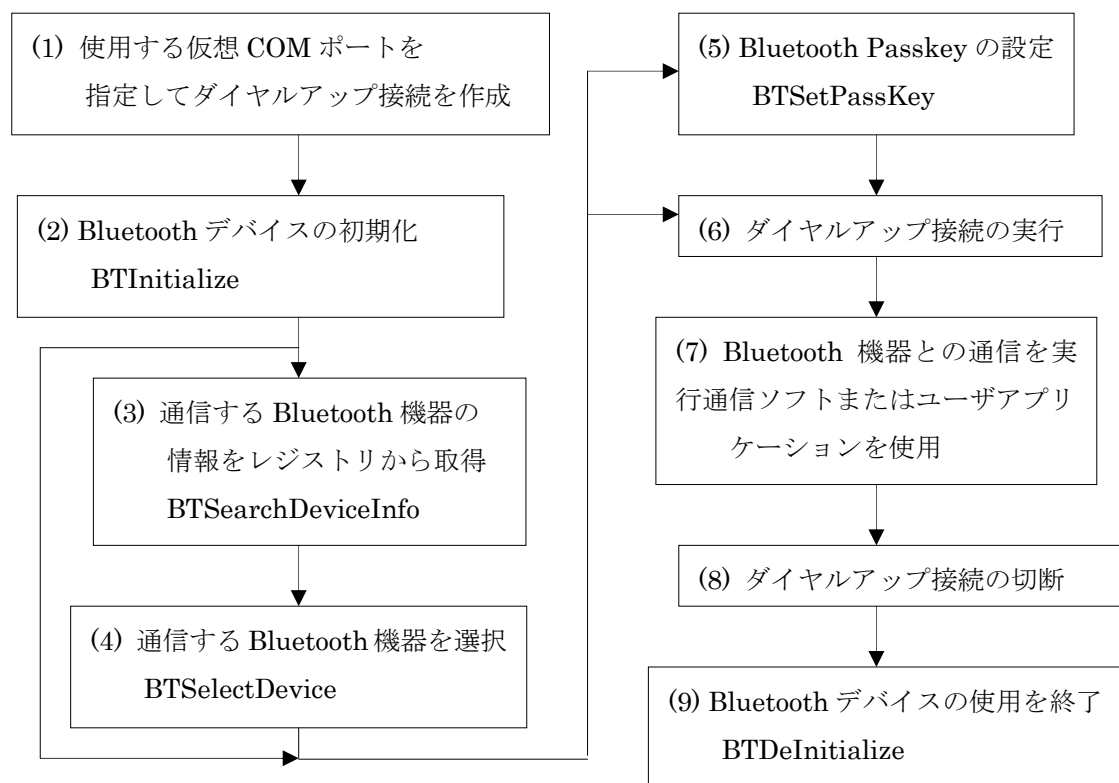 (1) 使用する仮想 COM ポートを
指定してダイヤルアップ接続を作成
(2) Bluetooth デバイスの初期化
BTInitialize
(3) 通信する Bluetooth 機器の
情報をレジストリから取得
BTSearchDeviceInfo
(4) 通信する Bluetooth 機器を選択
BTSelectDevice
(5) Bluetooth Passkey の設定
BTSetPassKey
(6) ダイヤルアップ接続の実行
(7) Bluetooth 機器との通信を実
行通信ソフトまたはユーザアプリ
ケーションを使用
(8) ダイヤルアップ接続の切断
(9) Bluetooth デバイスの使用を終了
BTDeInitialize